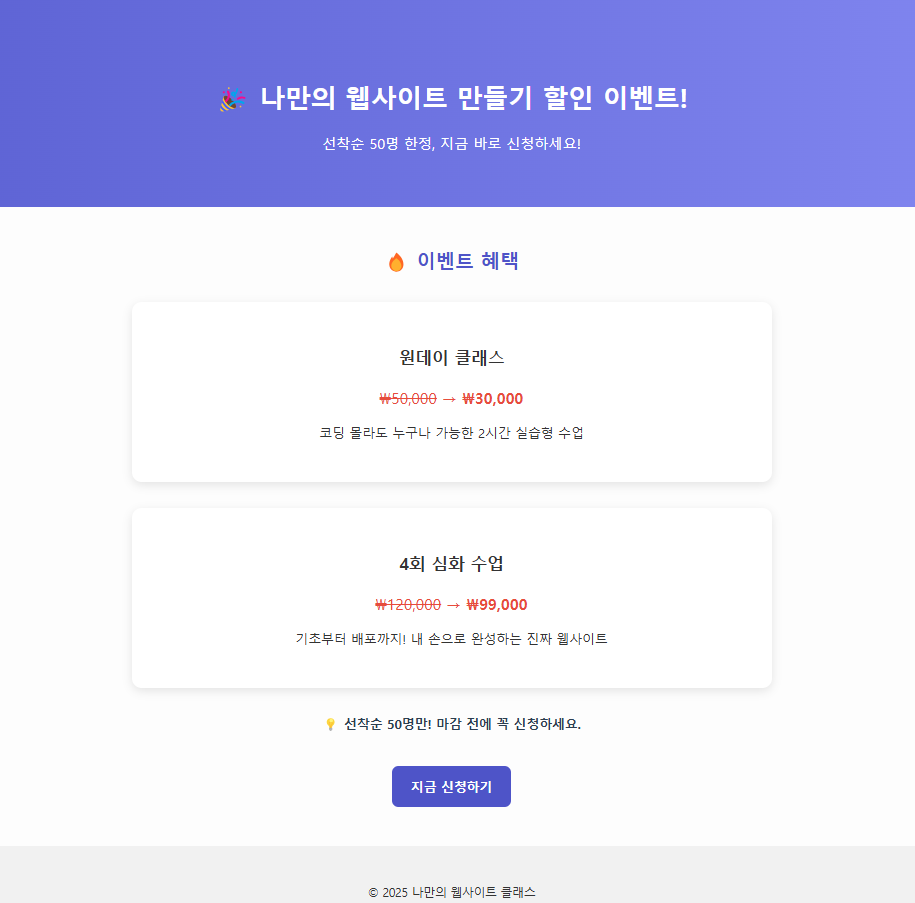 🎉 나만의 웹사이트 만들기 할인 이벤트!
선착순 50명 한정, 지금 바로 신청하세요!
🔥 이벤트 혜택
원데이 클래스
₩50,000 → ₩30,000
코딩 몰라도 누구나 가능한 2시간 실습형 수업
4회 심화 수업
₩120,000 → ₩99,000
기초부터 배포까지! 내 손으로 완성하는 진짜 웹사이트
💡 선착순 50명만! 마감 전에 꼭 신청하세요.
지금 신청하기
© 2025 나만의 웹사이트 클래스